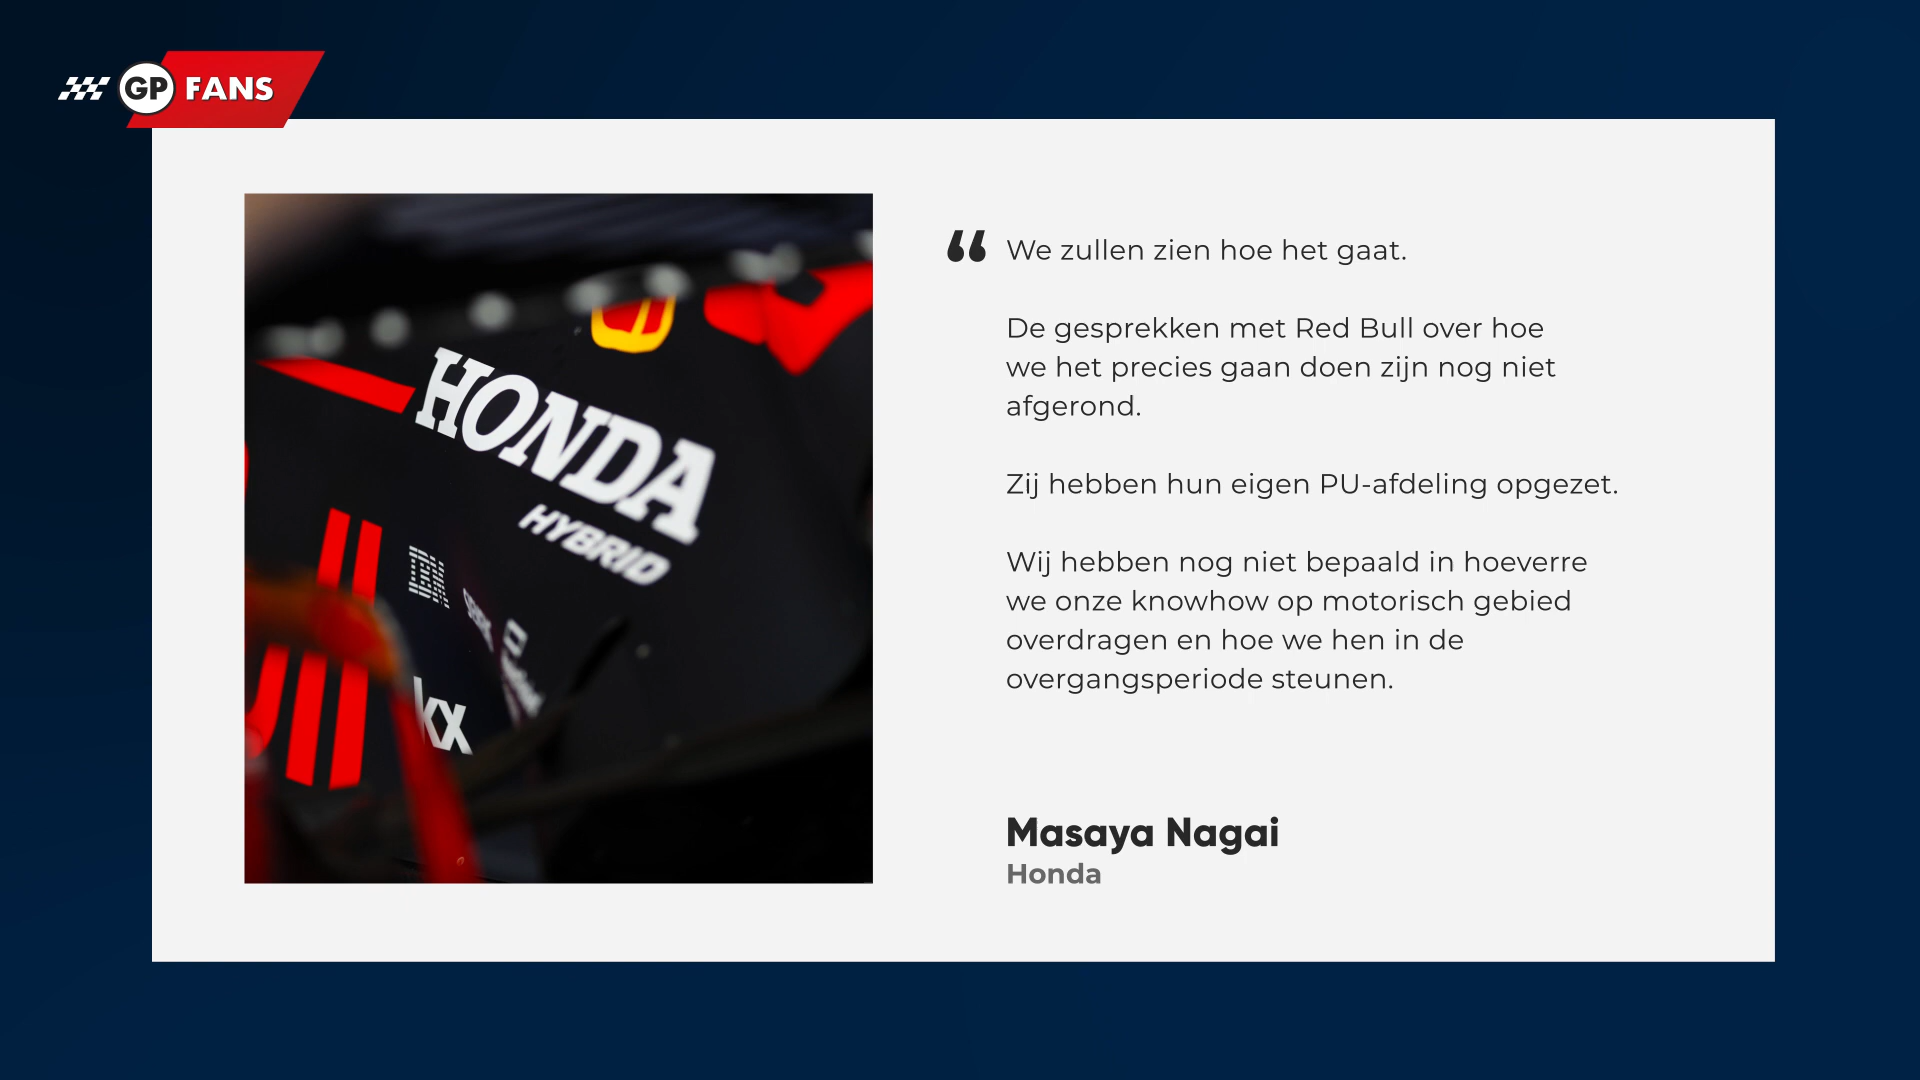 GP FANS
HONDA
HYBRID
IBM
KX
“ We zullen zien hoe het gaat.
De gesprekken met Red Bull over hoe
we het precies gaan doen zijn nog niet
afgerond.
Zij hebben hun eigen PU-afdeling opgezet.
Wij hebben nog niet bepaald in hoeverre
we onze knowhow op motorisch gebied
overdragen en hoe we hen in de
overgangsperiode steunen.
Masaya Nagai
Honda